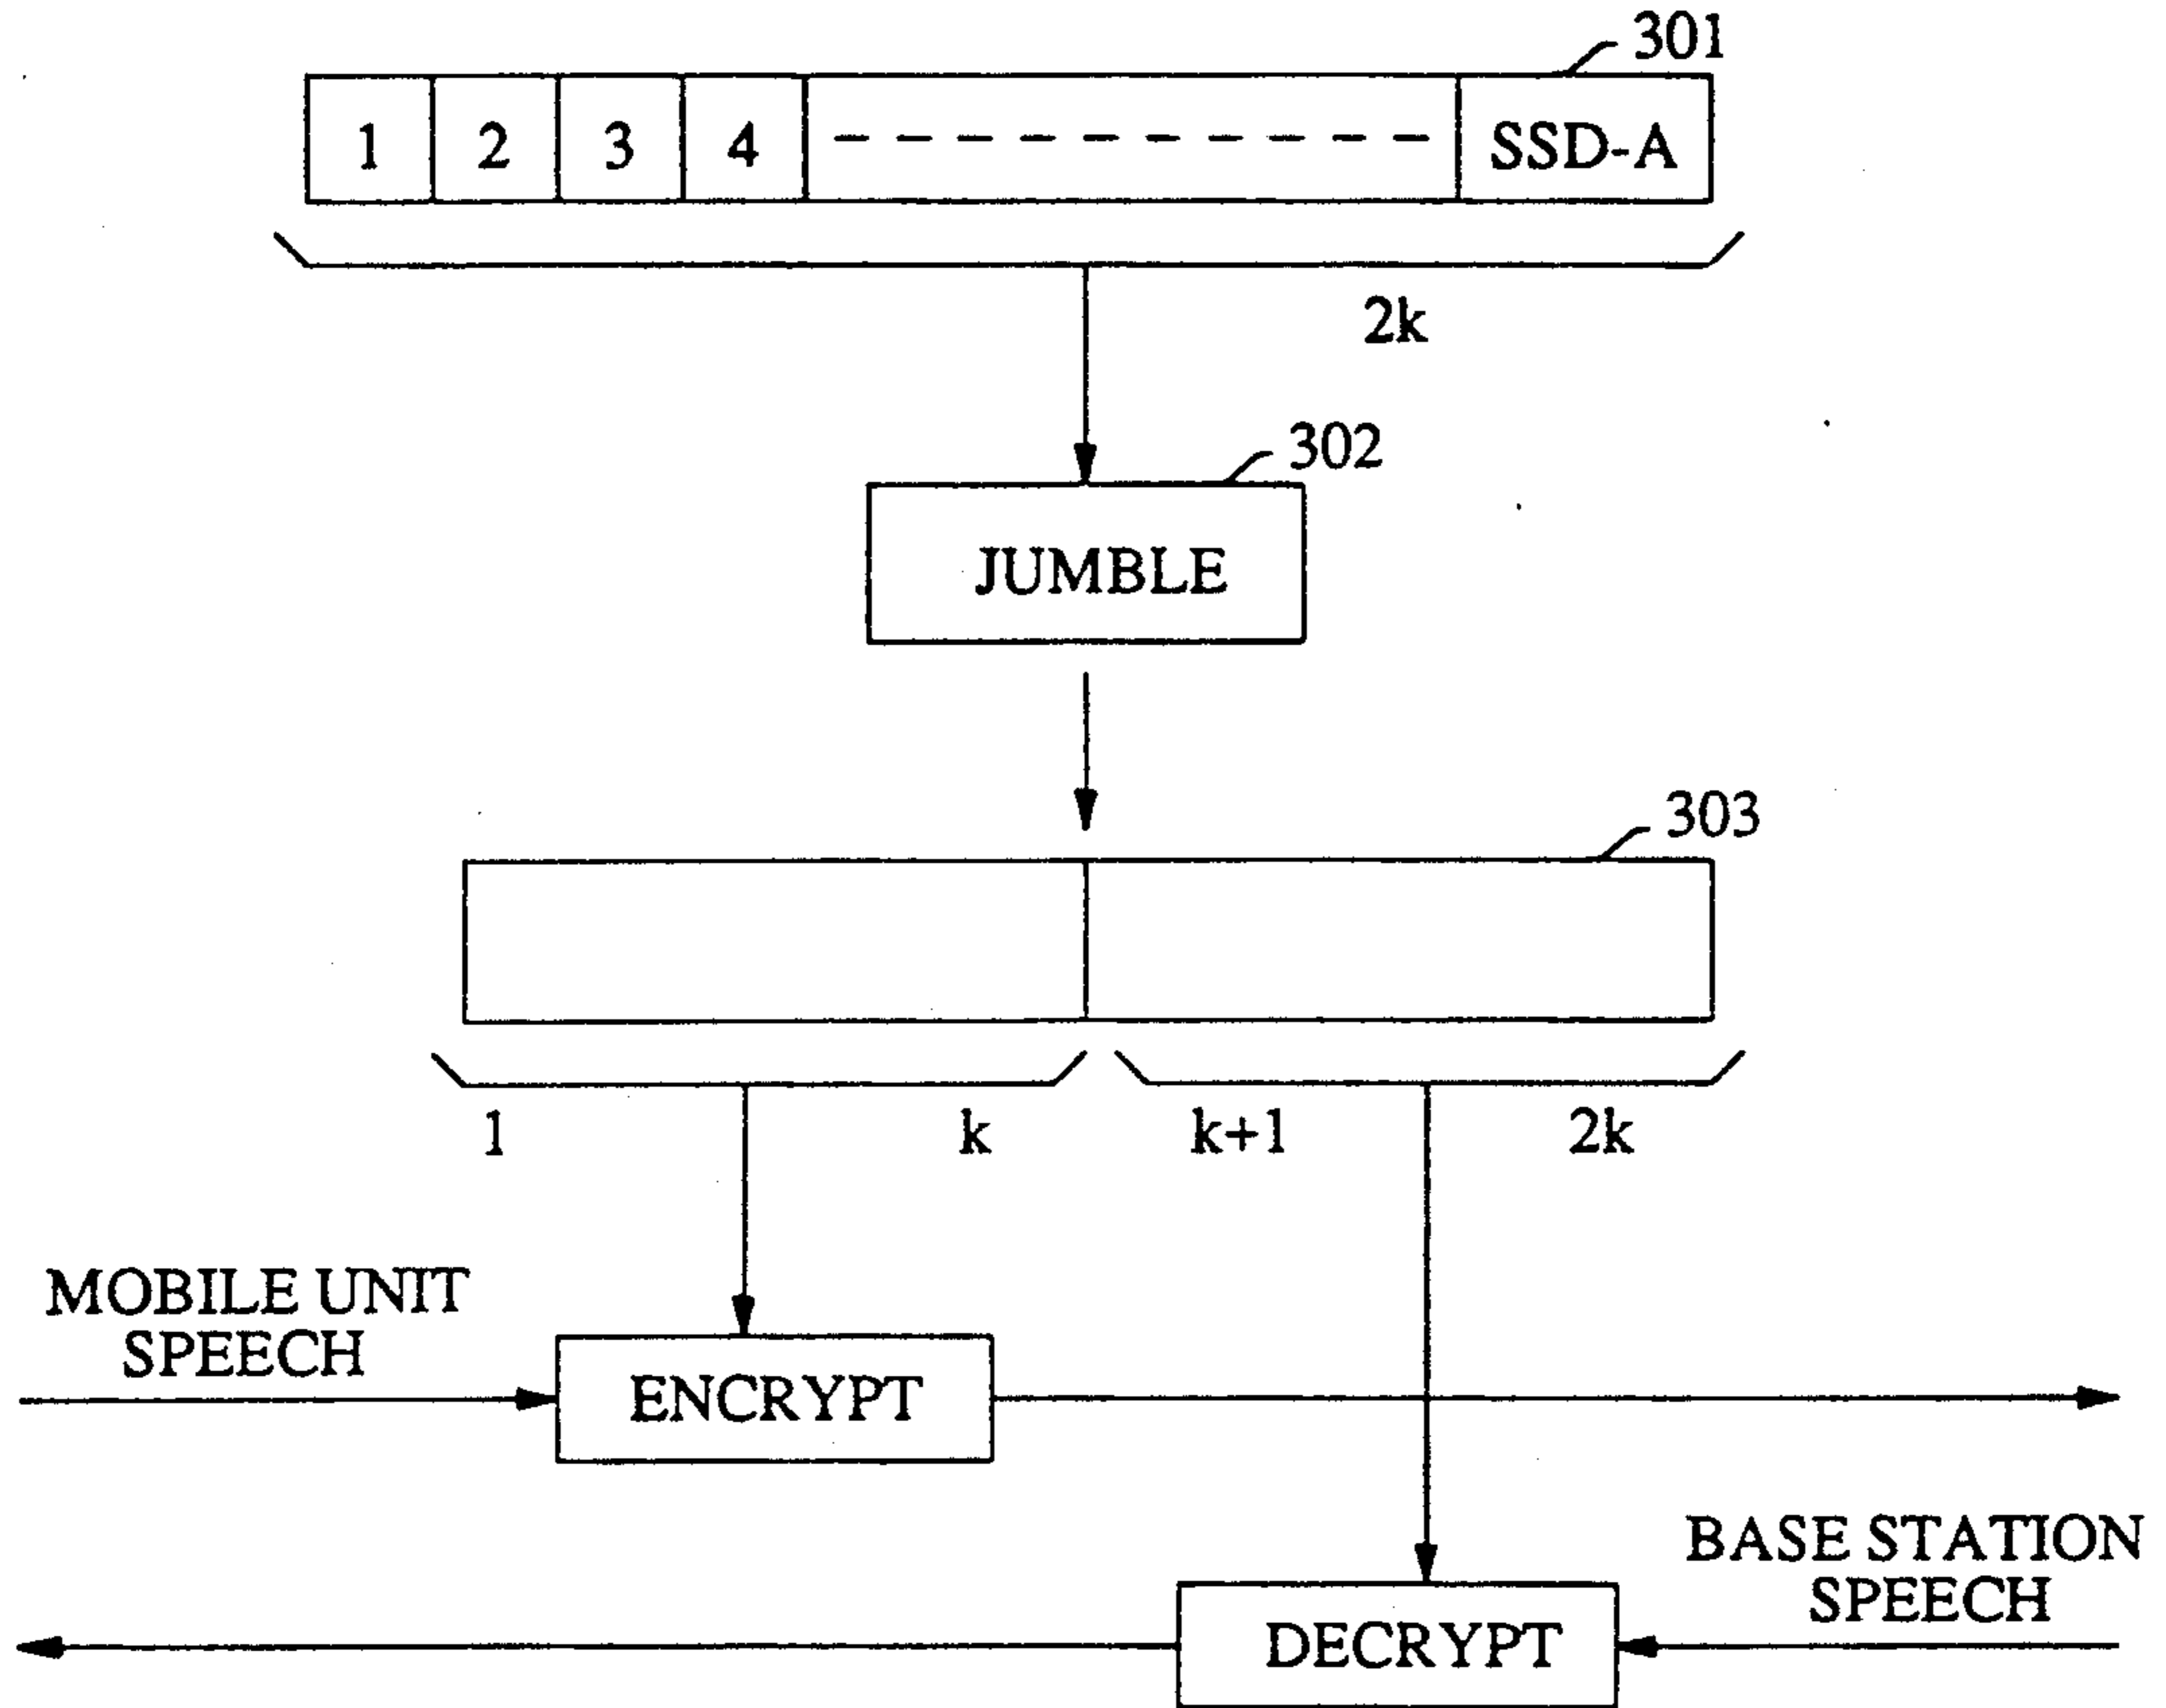 301
1 2 3 4 SSD-A
2k
302
JUMBLE
303
1 k k+1 2k
MOBILE UNIT
SPEECH
ENCRYPT
BASE STATION
SPEECH
DECRYPT